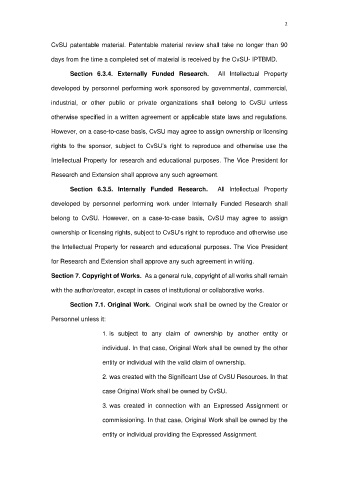 2
CvSU patentable material. Patentable material review shall take no longer than 90
days from the time a completed set of material is received by the CvSU- IPTBMD.
Section 6.3.4. Externally Funded Research. All Intellectual Property
developed by personnel performing work sponsored by governmental, commercial,
industrial, or other public or private organizations shall belong to CvSU unless
otherwise specified in a written agreement or applicable state laws and regulations.
However, on a case-to-case basis, CvSU may agree to assign ownership or licensing
rights to the sponsor, subject to CvSU's right to reproduce and otherwise use the
Intellectual Property for research and educational purposes. The Vice President for
Research and Extension shall approve any such agreement.
Section 6.3.5. Internally Funded Research. All Intellectual Property
developed by personnel performing work under Internally Funded Research shall
belong to CvSU. However, on a case-to-case basis, CvSU may agree to assign
ownership or licensing rights, subject to CvSU's right to reproduce and otherwise use
the Intellectual Property for research and educational purposes. The Vice President
for Research and Extension shall approve any such agreement in writing.
Section 7. Copyright of Works. As a general rule, copyright of all works shall remain
with the author/creator, except in cases of institutional or collaborative works.
Section 7.1. Original Work. Original work shall be owned by the Creator or
Personnel unless it:
1. is subject to any claim of ownership by another entity or
individual. In that case, Original Work shall be owned by the other
entity or individual with the valid claim of ownership.
2. was created with the Significant Use of CvSU Resources. In that
case Original Work shall be owned by CvSU.
3. was created in connection with an Expressed Assignment or
commissioning. In that case, Original Work shall be owned by the
entity or individual providing the Expressed Assignment.